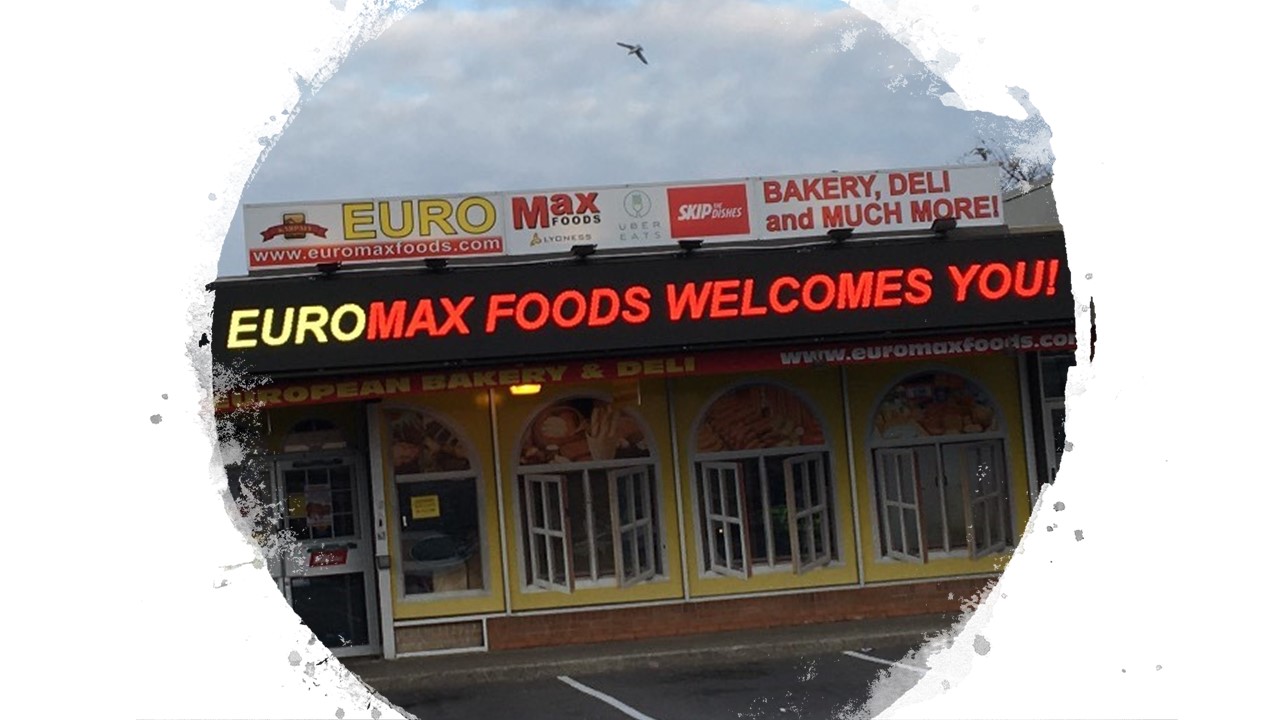 EURO
www.euromaxfoods.com
Max
FOODS
LYONESS
UBER
EATS
SKIP THE DISHES
BAKERY, DELI
and MUCH MORE!
EUROMAX FOODS WELCOMES YOU!
EUROPEAN BAKERY & DELI
www.euromaxfoods.com